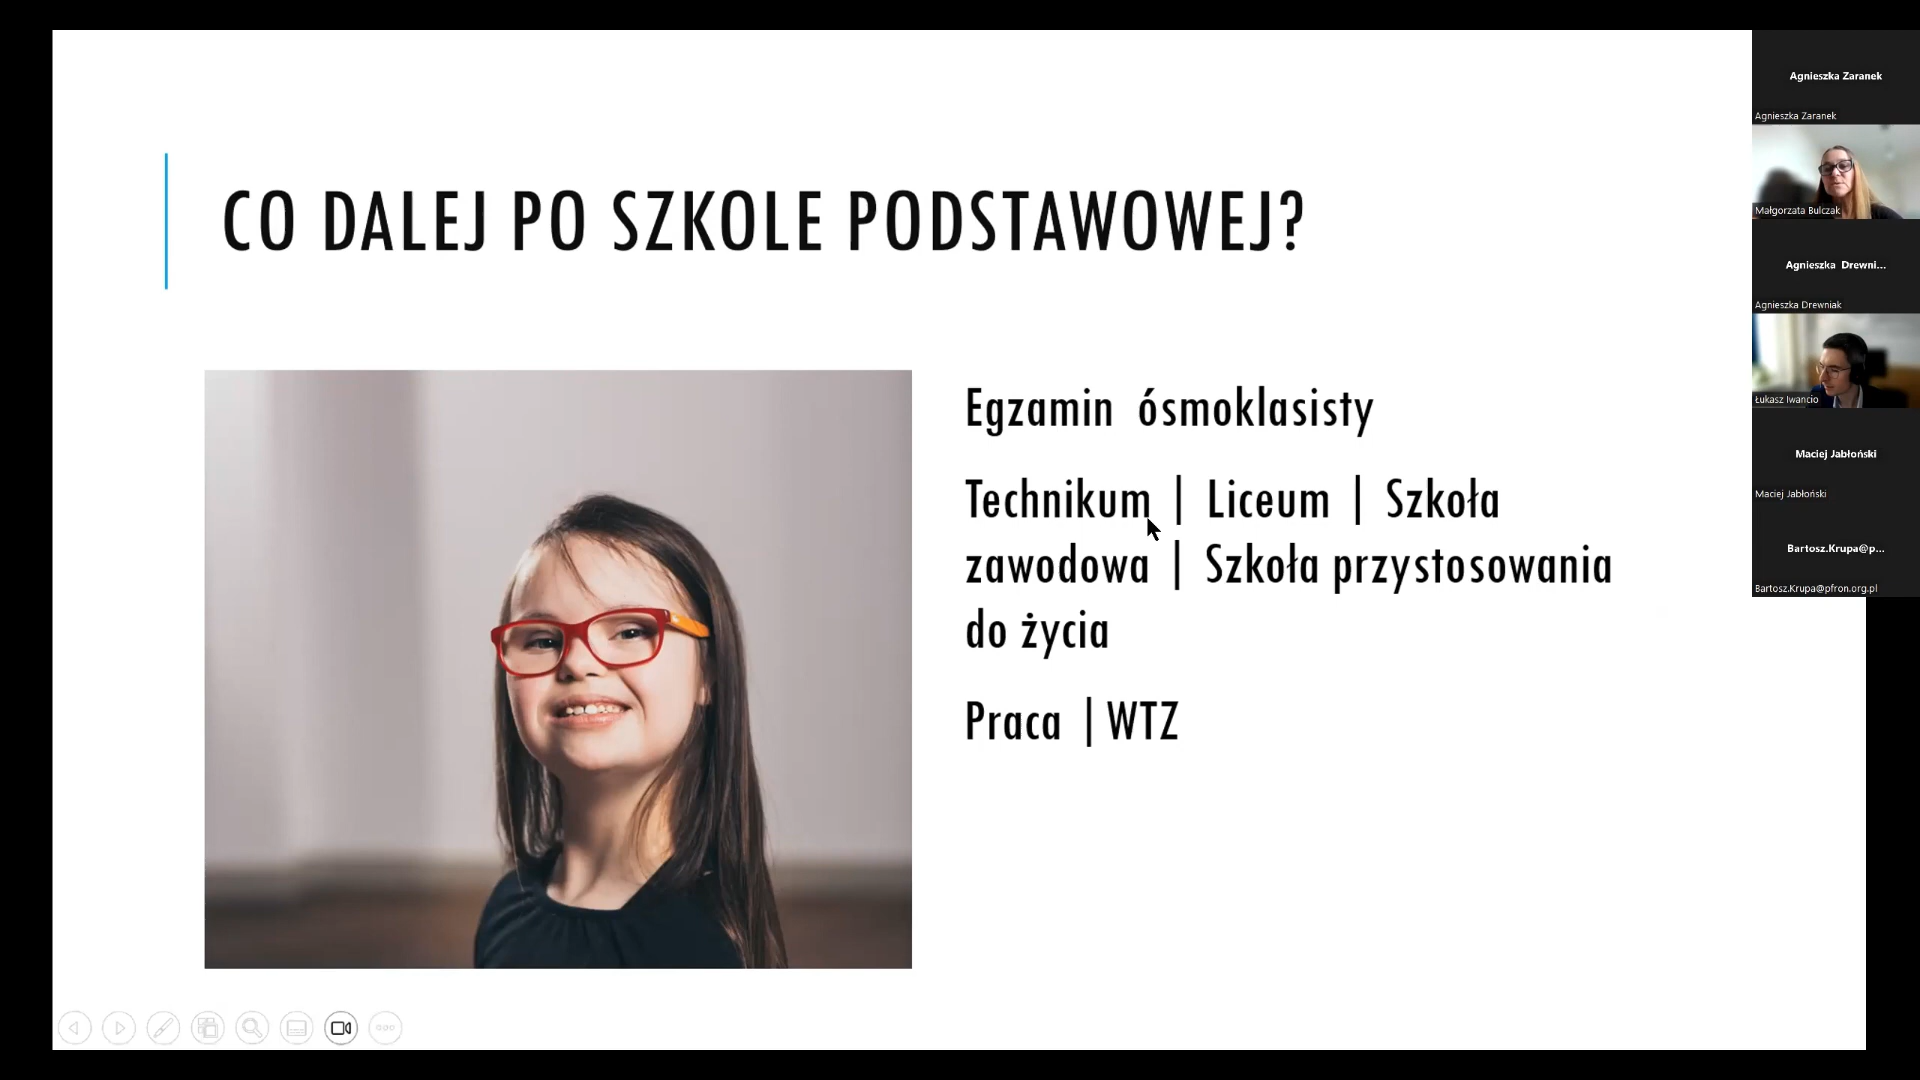 CO DALEJ PO SZKOLE PODSTAWOWEJ?
Egzamin ósmoklasisty
Technikum | Liceum | Szkoła
zawodowa | Szkoła przystosowania
do życia
Praca | WTZ
Agnieszka Zaranek
Agnieszka Zaranek
Małgorzata Bulczak
Agnieszka Drewni...
Agnieszka Drewniak
Łukasz Iwancio
Maciej Jabłoński
Maciej Jabłoński
Bartosz.Krupa@p...
Bartosz.Krupa@pfron.org.pl